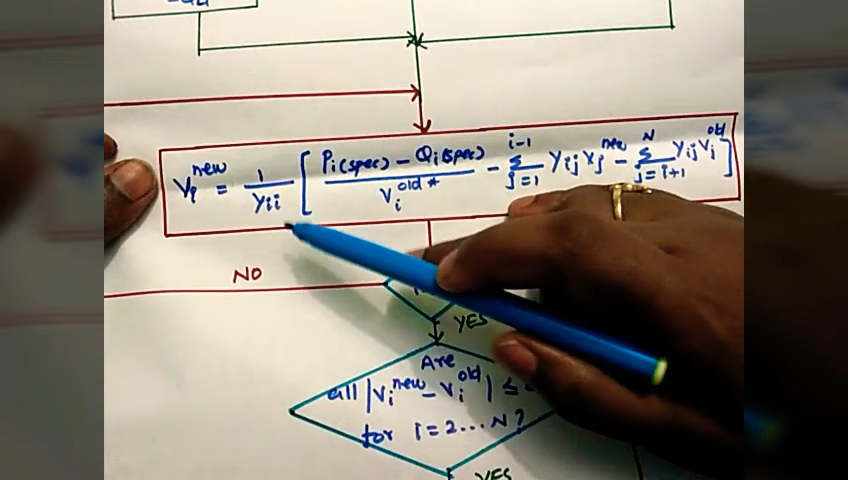 V_i^new = 1/Y_ii [ P_i(spec) - Q_i(spec) / V_i^old* - Σ_{j=1}^{i-1} Y_ij V_j^new - Σ_{j=i+1}^{N} Y_ij V_j^old ]
NO
YES
Are
all |V_i^new - V_i^old| ≤
for i = 2 ... N?
YES